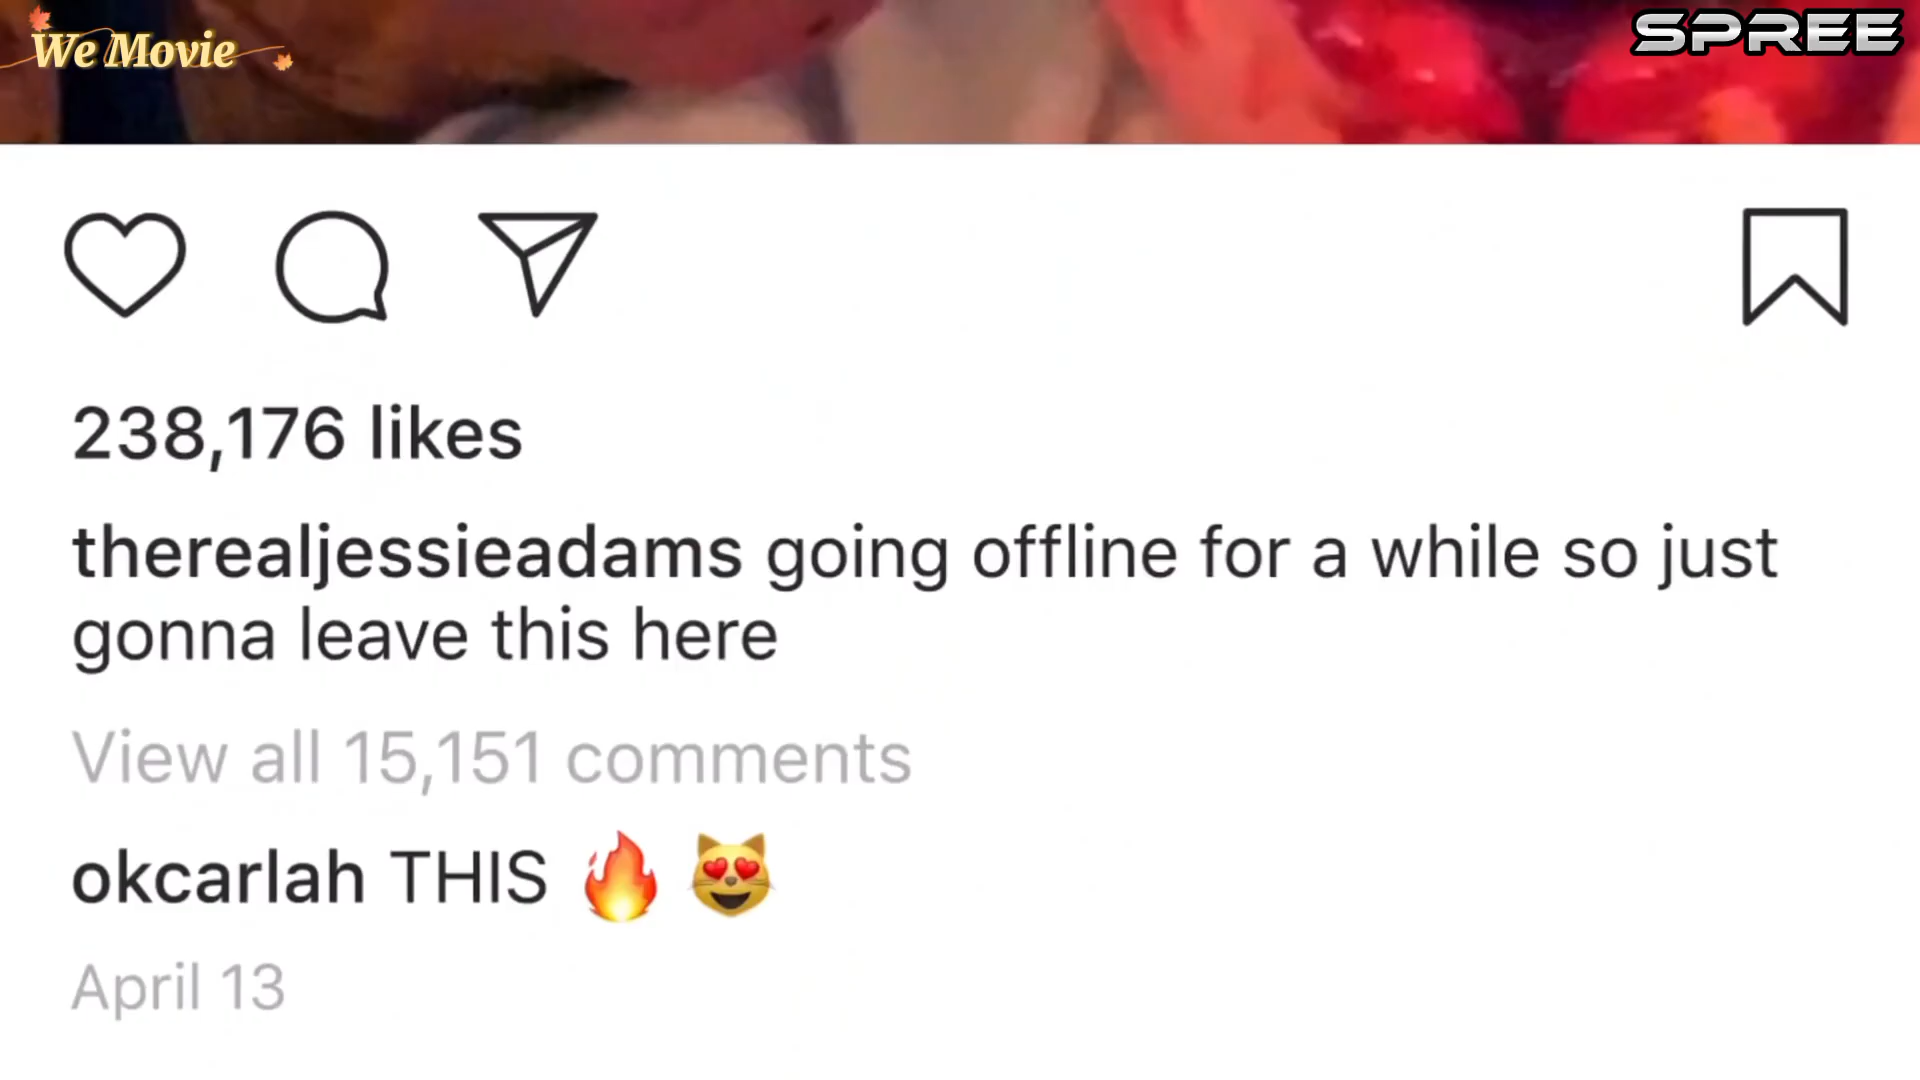 We Movie
SPREE
238,176 likes
therealjessieadams going offline for a while so just
gonna leave this here
View all 15,151 comments
okcarlah THIS 🔥 😻
April 13